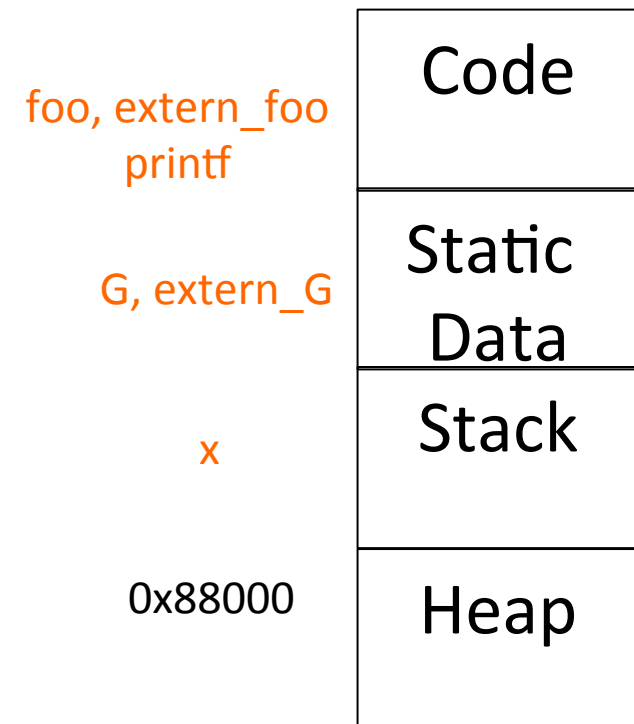 Code
foo, extern_foo
printf
Static
Data
G, extern_G
Stack
x
Heap
0x88000